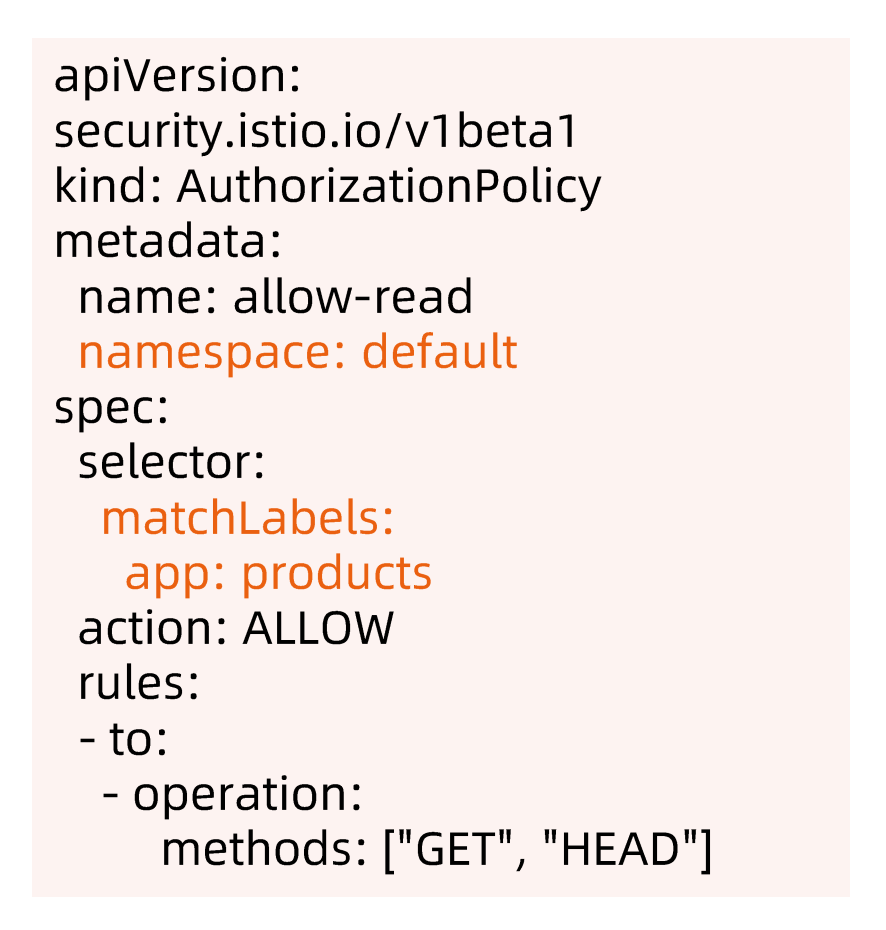 apiVersion:
security.istio.io/v1beta1
kind: AuthorizationPolicy
metadata:
  name: allow-read
  namespace: default
spec:
  selector:
    matchLabels:
      app: products
  action: ALLOW
  rules:
  - to:
    - operation:
         methods: ["GET", "HEAD"]